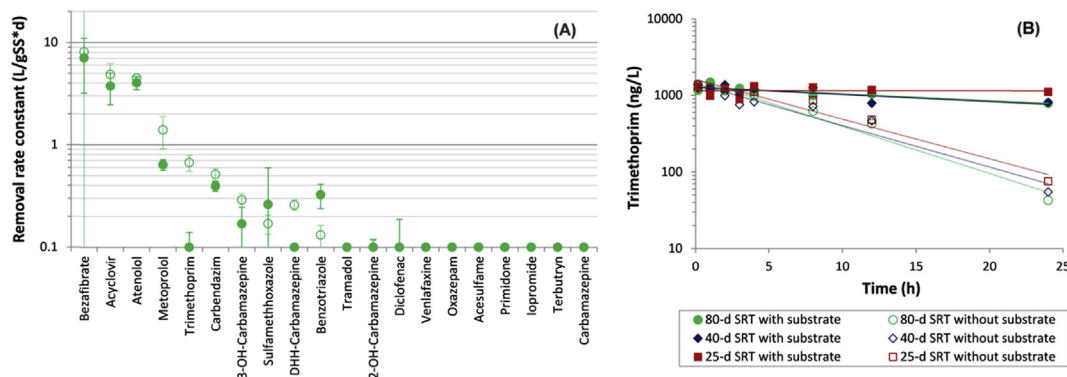 (A)
Removal rate constant (L/gSS*d)
10
1
0.1
Bezafibrate
Acyclovir
Atenolol
Metoprolol
Trimethoprim
Carbendazim
3-OH-Carbamazepine
Sulfamethhoxazole
DHH-Carbamazepine
Benzotriazole
Tramadol
2-OH-Carbamazepine
Diclofenac
Venlafaxine
Oxazepam
Acesulfame
Primidone
Iopromide
Terbutryn
Carbamazepine
(B)
Trimethoprim (ng/L)
10000
1000
100
10
0 5 10 15 20 25
Time (h)
80-d SRT with substrate 80-d SRT without substrate
40-d SRT with substrate 40-d SRT without substrate
25-d SRT with substrate 25-d SRT without substrate